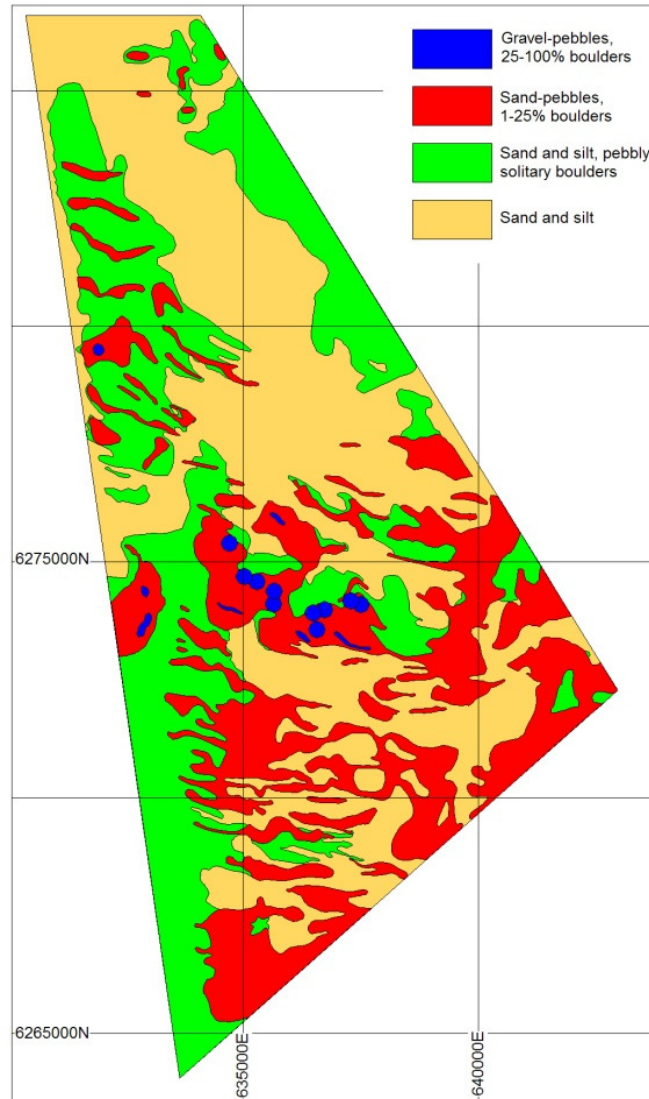 Gravel-pebbles,
25-100% boulders
Sand-pebbles,
1-25% boulders
Sand and silt, pebbly
solitary boulders
Sand and silt
6275000N
6265000N
635000E
640000E